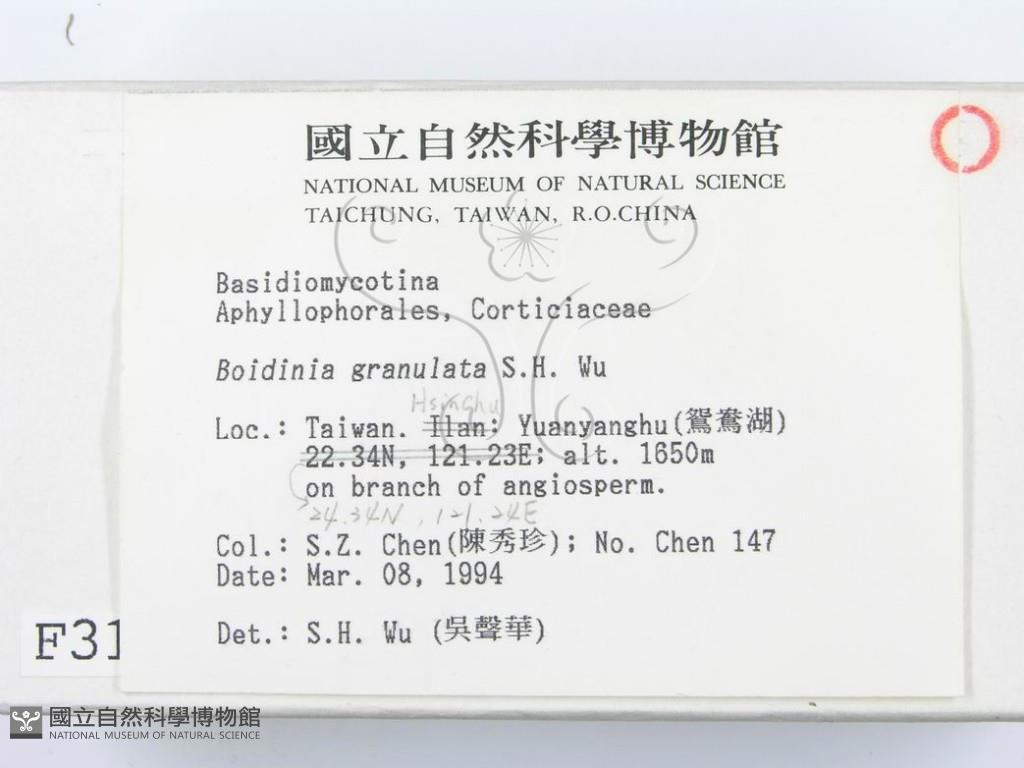 國立自然科學博物館
NATIONAL MUSEUM OF NATURAL SCIENCE
TAICHUNG, TAIWAN, R.O.CHINA
Basidiomycotina
Aphyllophorales, Corticiaceae
Boidinia granulata S.H. Wu
Hsinchu
Loc.: Taiwan. Ilan: Yuanyanghu(鴛鴦湖)
22.34N, 121.23E; alt. 1650m
on branch of angiosperm.
24.34N, 121.24E
Col.: S.Z. Chen(陳秀珍); No. Chen 147
Date: Mar. 08, 1994
Det.: S.H. Wu (吳聲華)
F31
國立自然科學博物館
NATIONAL MUSEUM OF NATURAL SCIENCE